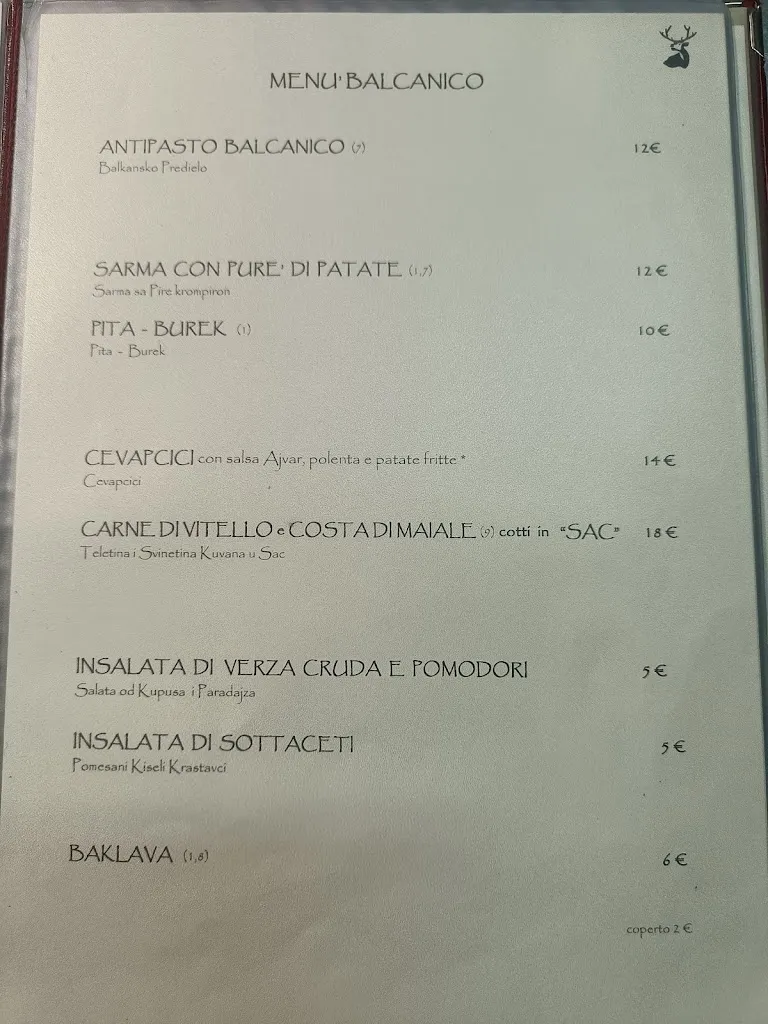 MENU' BALCANICO
ANTIPASTO BALCANICO (7) 12€
Balkansko Predielo
SARMA CON PURE' DI PATATE (1,7) 12€
Sarma sa Pire krompiron
PITA - BUREK (1) 10€
Pita - Burek
CEVAPCICI con salsa Ajvar, polenta e patate fritte * 14€
Cevapcici
CARNE DI VITELLO e COSTA DI MAIALE (9) cotti in "SAC" 18€
Teletina i Svinetina Kuvana u Sac
INSALATA DI VERZA CRUDA E POMODORI 5€
Salata od Kupusa i Paradajza
INSALATA DI SOTTACETI 5€
Pomesani Kiseli Krastavci
BAKLAVA (1,8) 6€
coperto 2 €